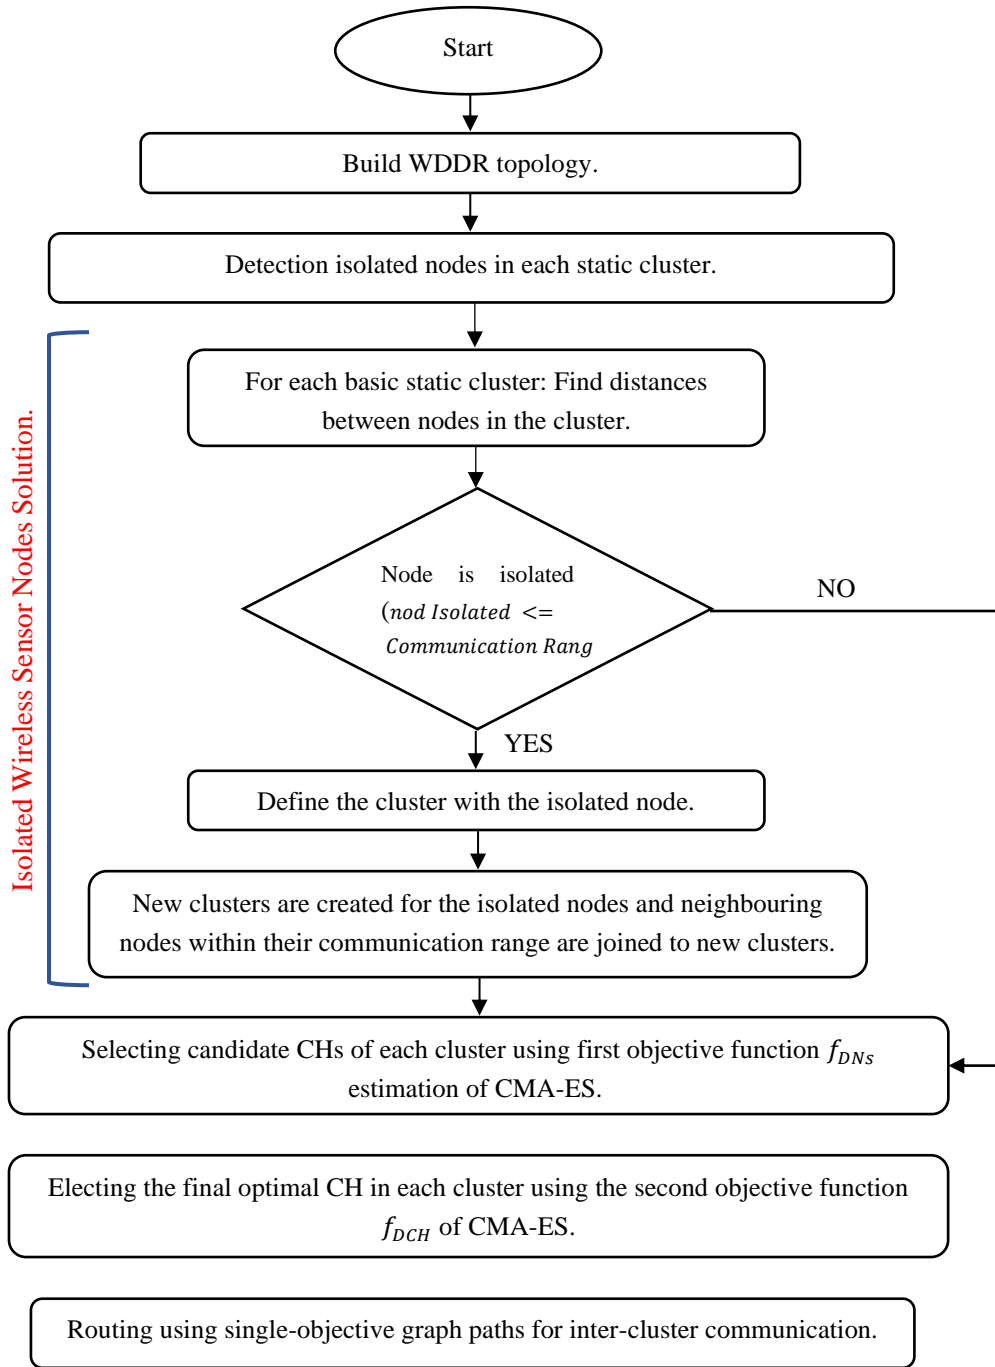 Start
Build WDDR topology.
Detection isolated nodes in each static cluster.
Isolated Wireless Sensor Nodes Solution.
For each basic static cluster: Find distances
between nodes in the cluster.
Node is isolated
(nod Isolated <=
Communication Rang
NO
YES
Define the cluster with the isolated node.
New clusters are created for the isolated nodes and neighbouring
nodes within their communication range are joined to new clusters.
Selecting candidate CHs of each cluster using first objective function f_{DNs}
estimation of CMA-ES.
Electing the final optimal CH in each cluster using the second objective function
f_{DCH} of CMA-ES.
Routing using single-objective graph paths for inter-cluster communication.